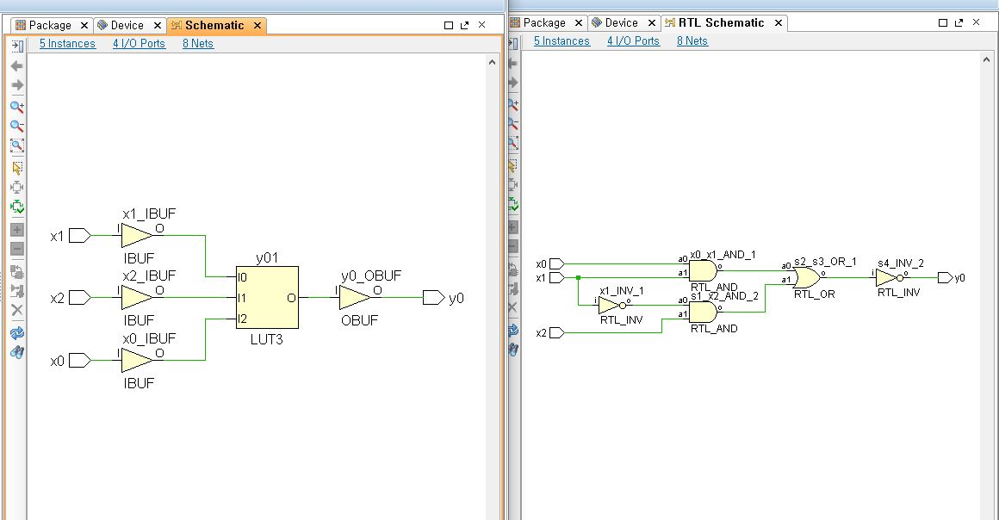 Package × Device × Schematic ×
5 Instances 4 I/O Ports 8 Nets
x1_IBUF
x1 I O
IBUF
x2_IBUF
x2 I O
IBUF
x0_IBUF
x0 I O
IBUF
y01
I0
I1 O
I2
LUT3
y0_OBUF
I O y0
OBUF
Package × Device × RTL Schematic ×
5 Instances 4 I/O Ports 8 Nets
x0
x1
x2
x0_x1_AND_1
a0
a1 o
RTL_AND
x1_INV_1
i o
RTL_INV
s1_x2_AND_2
a0
a1 o
RTL_AND
s2_s3_OR_1
a0
a1 o
RTL_OR
s4_INV_2
i o y0
RTL_INV